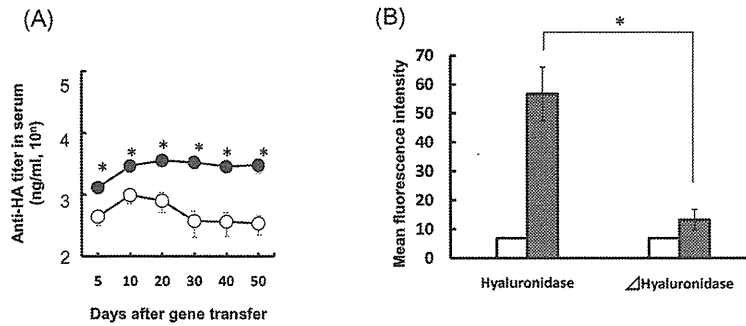 (A)
Anti-HA titer in serum
(ng/ml, 10ⁿ)
5
4
3
2
* * * * * *
5 10 20 30 40 50
Days after gene transfer
(B)
*
Mean fluorescence intensity
70
60
50
40
30
20
10
0
Hyaluronidase
⊿Hyaluronidase